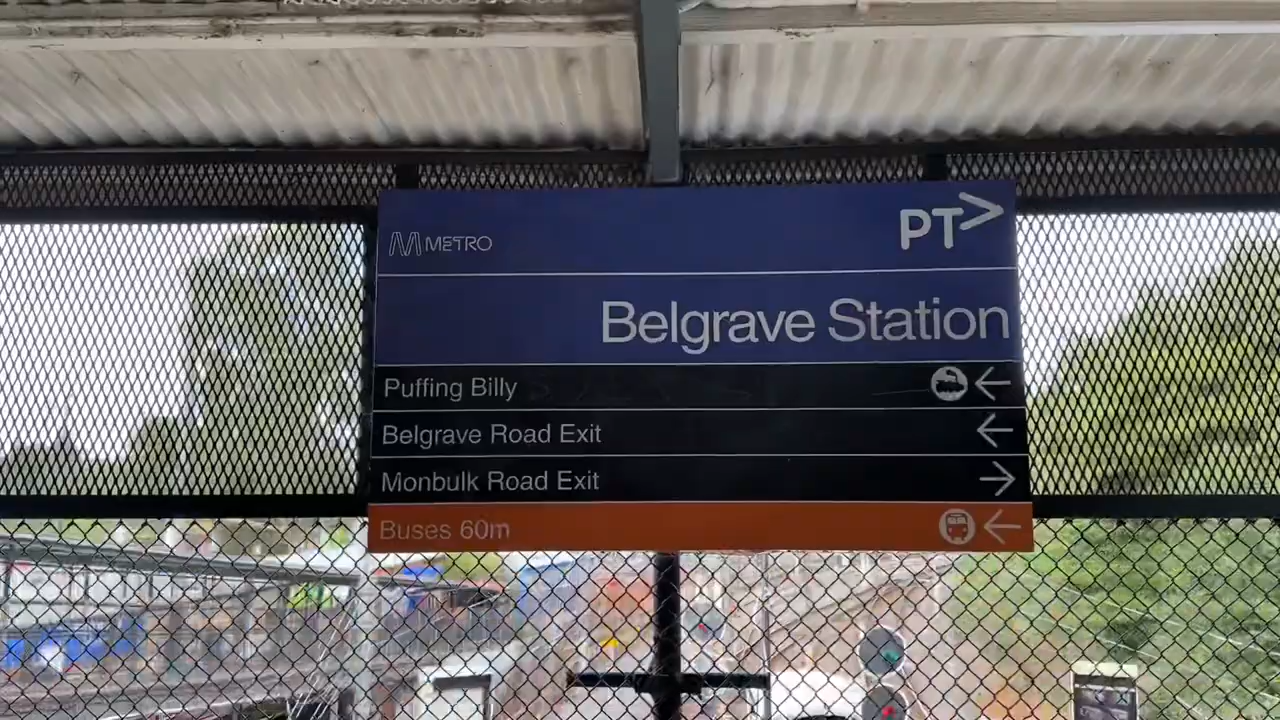 METRO
PT>
Belgrave Station
Puffing Billy
Belgrave Road Exit
Monbulk Road Exit
Buses 60m